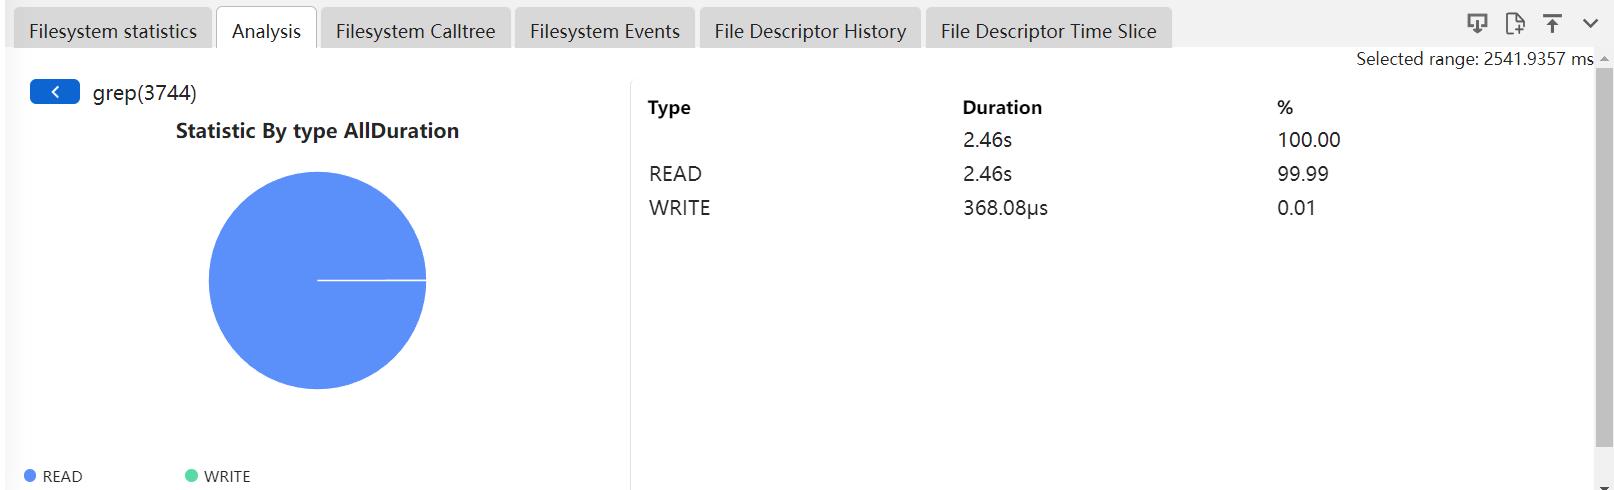 Filesystem statistics Analysis Filesystem Calltree Filesystem Events File Descriptor History File Descriptor Time Slice
Selected range: 2541.9357 ms
grep(3744)
Statistic By type AllDuration
Type Duration %
2.46s 100.00
READ 2.46s 99.99
WRITE 368.08μs 0.01
READ WRITE